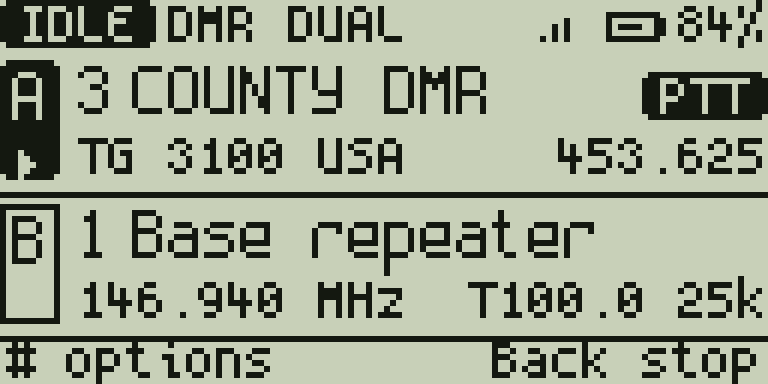 IDLE DMR DUAL 84%
A 3 COUNTY DMR PTT
TG 3100 USA 453.625
B 1 Base repeater
146.940 MHz T100.0 25k
# options Back stop